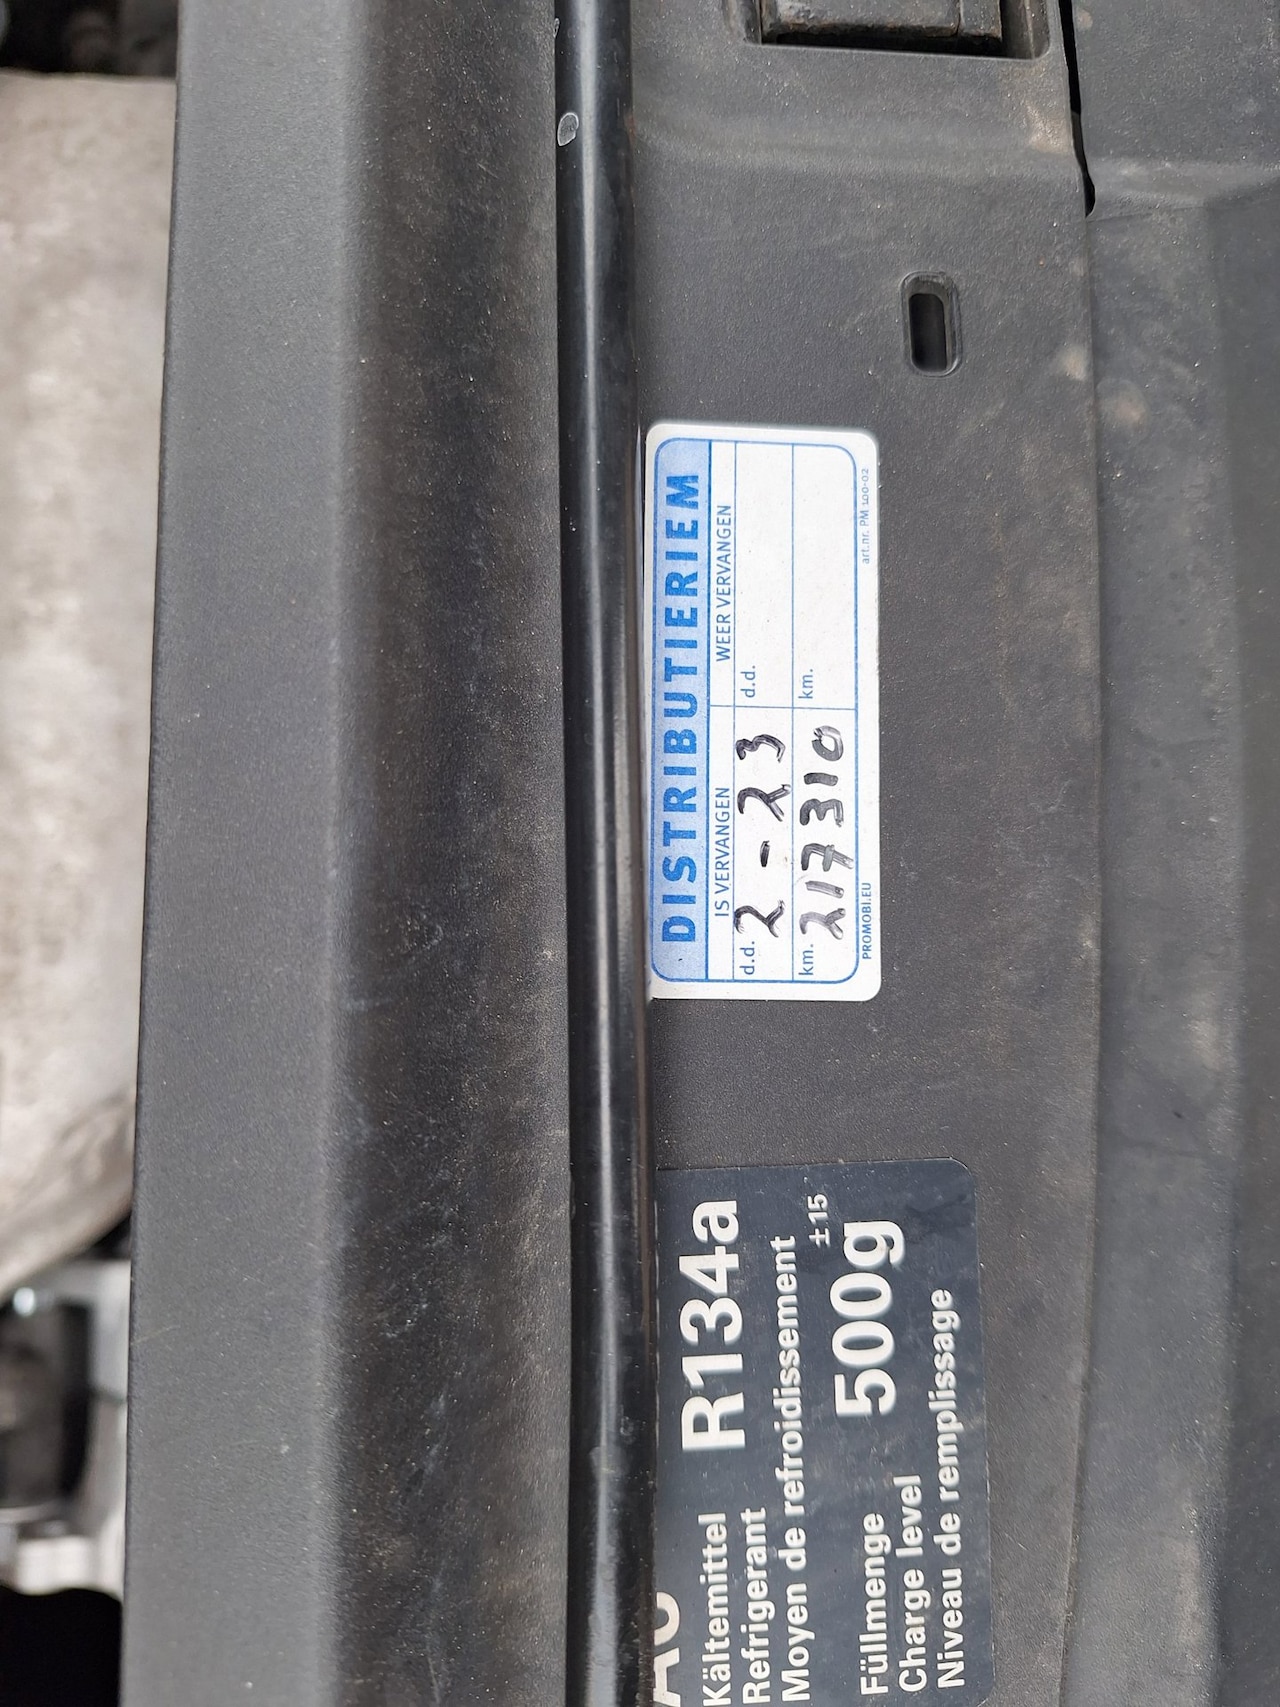 DISTRIBUTIERIEM
IS VERVANGEN WEER VERVANGEN
d.d. 2-23 d.d.
km. 217310 km.
PROMOBI.EU art.nr. PM 100-02
AC
Kältemittel R134a
Refrigerant
Moyen de refroidissement
±15
Füllmenge 500g
Charge level
Niveau de remplissage